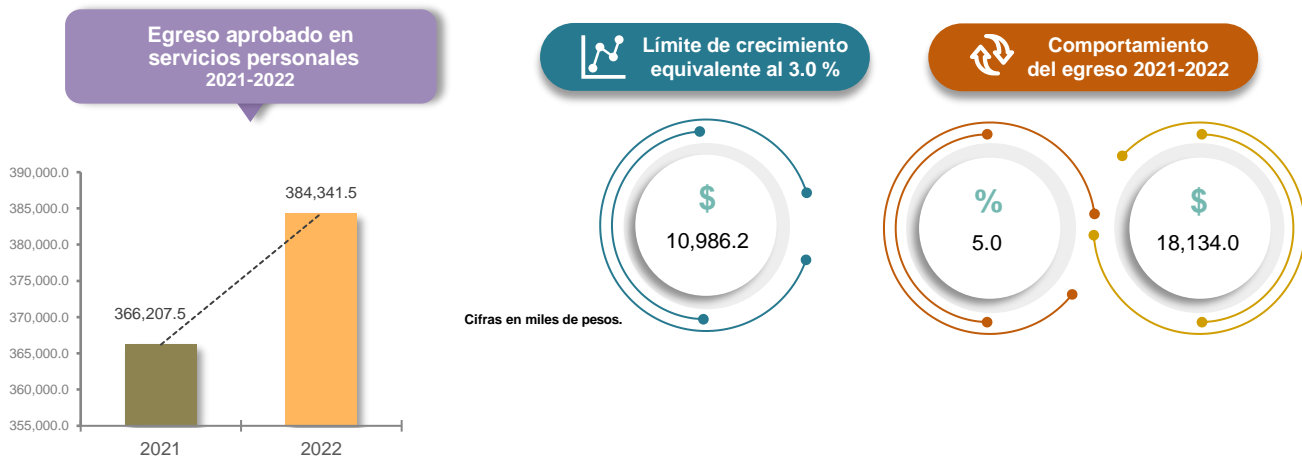 Egreso aprobado en
servicios personales
2021-2022
Límite de crecimiento
equivalente al 3.0 %
Comportamiento
del egreso 2021-2022
390,000.0
385,000.0
380,000.0
375,000.0
370,000.0
365,000.0
360,000.0
355,000.0
384,341.5
366,207.5
2021
2022
$
10,986.2
%
5.0
$
18,134.0
Cifras en miles de pesos.